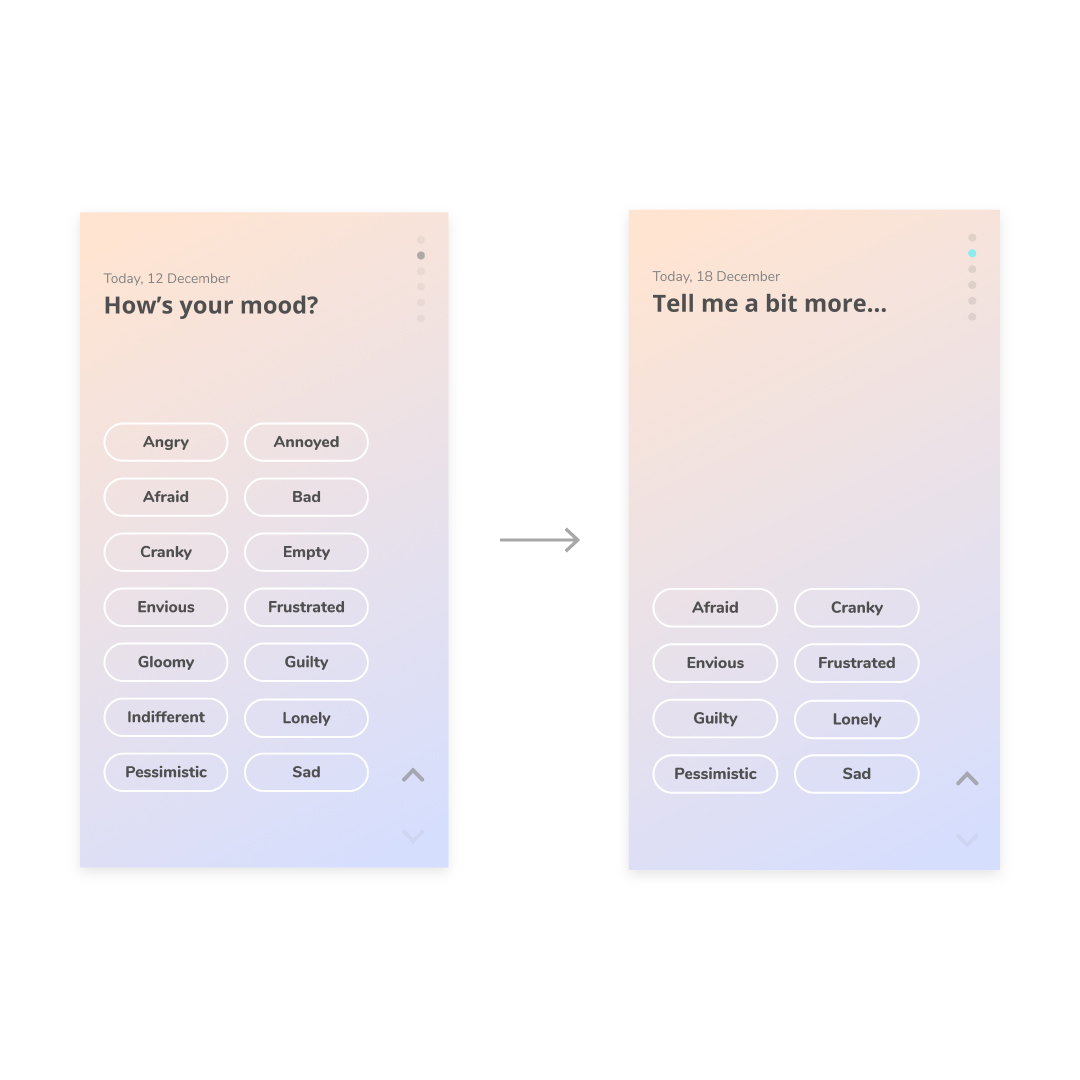 Today, 12 December
How’s your mood?
Angry
Annoyed
Afraid
Bad
Cranky
Empty
Envious
Frustrated
Gloomy
Guilty
Indifferent
Lonely
Pessimistic
Sad
Today, 18 December
Tell me a bit more...
Afraid
Cranky
Envious
Frustrated
Guilty
Lonely
Pessimistic
Sad